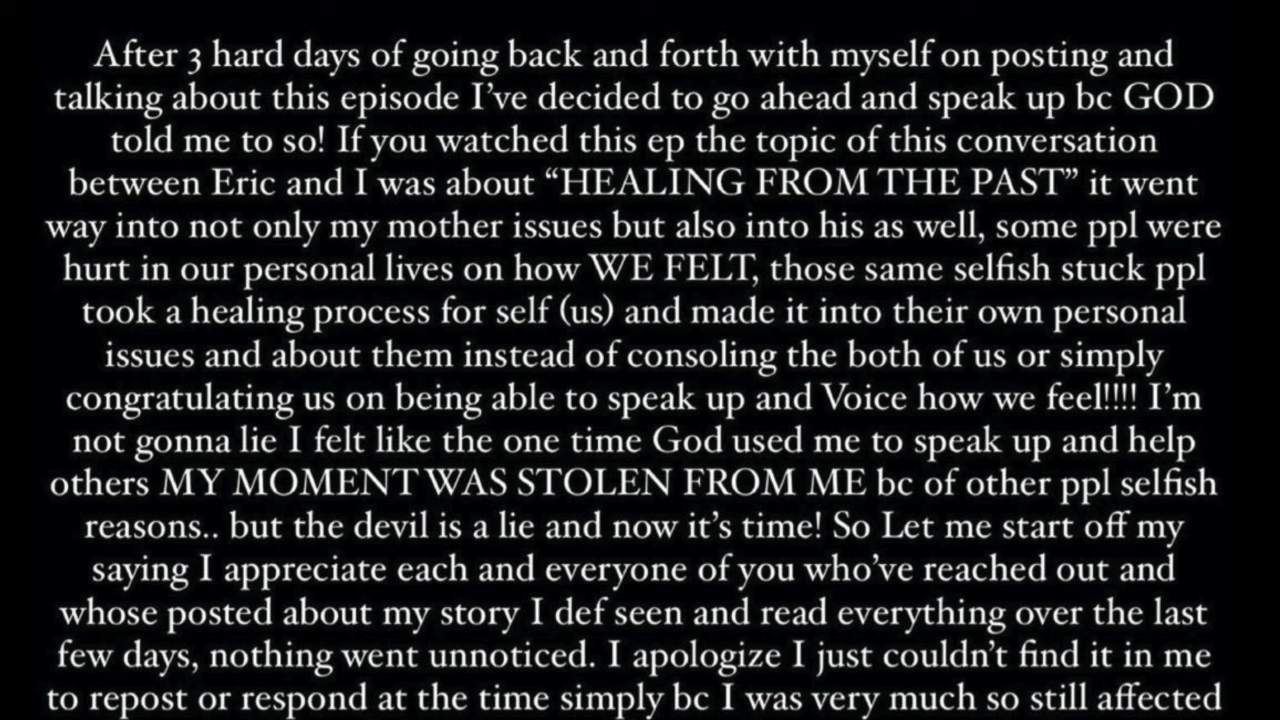 After 3 hard days of going back and forth with myself on posting and
talking about this episode I’ve decided to go ahead and speak up bc GOD
told me to so! If you watched this ep the topic of this conversation
between Eric and I was about “HEALING FROM THE PAST” it went
way into not only my mother issues but also into his as well, some ppl were
hurt in our personal lives on how WE FELT, those same selfish stuck ppl
took a healing process for self (us) and made it into their own personal
issues and about them instead of consoling the both of us or simply
congratulating us on being able to speak up and Voice how we feel!!!! I’m
not gonna lie I felt like the one time God used me to speak up and help
others MY MOMENT WAS STOLEN FROM ME bc of other ppl selfish
reasons.. but the devil is a lie and now it’s time! So Let me start off my
saying I appreciate each and everyone of you who’ve reached out and
whose posted about my story I def seen and read everything over the last
few days, nothing went unnoticed. I apologize I just couldn’t find it in me
to repost or respond at the time simply bc I was very much so still affected